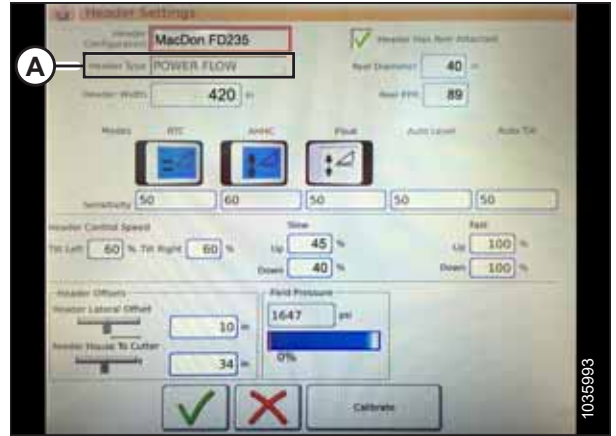 Header Settings
Header Configuration MacDon FD235
Header Has Reel Attached
A
Header Type POWER FLOW
Reel Diameter 40 in
Header Width 420 in
Reel PPR 89
Modes RTC AHHC Float Auto Level Auto Tilt
Sensitivity 50 60 50 50 50
Header Control Speed
Slow
Fast
Tilt Left 60 % Tilt Right 60 %
Up 45 %
Up 100 %
Down 40 %
Down 100 %
Header Offsets
Field Pressure
Header Lateral Offset
1647 psi
10 in
Header House To Cutter
0%
34 in
Calibrate
1035993